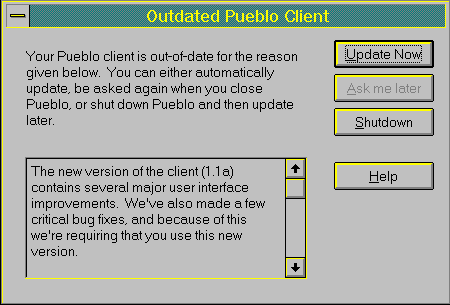 Outdated Pueblo Client
Your Pueblo client is out-of-date for the reason
given below. You can either automatically
update, be asked again when you close
Pueblo, or shut down Pueblo and then update
later.
Update Now
Ask me later
Shutdown
Help
The new version of the client (1.1a)
contains several major user interface
improvements. We've also made a few
critical bug fixes, and because of this
we're requiring that you use this new
version.